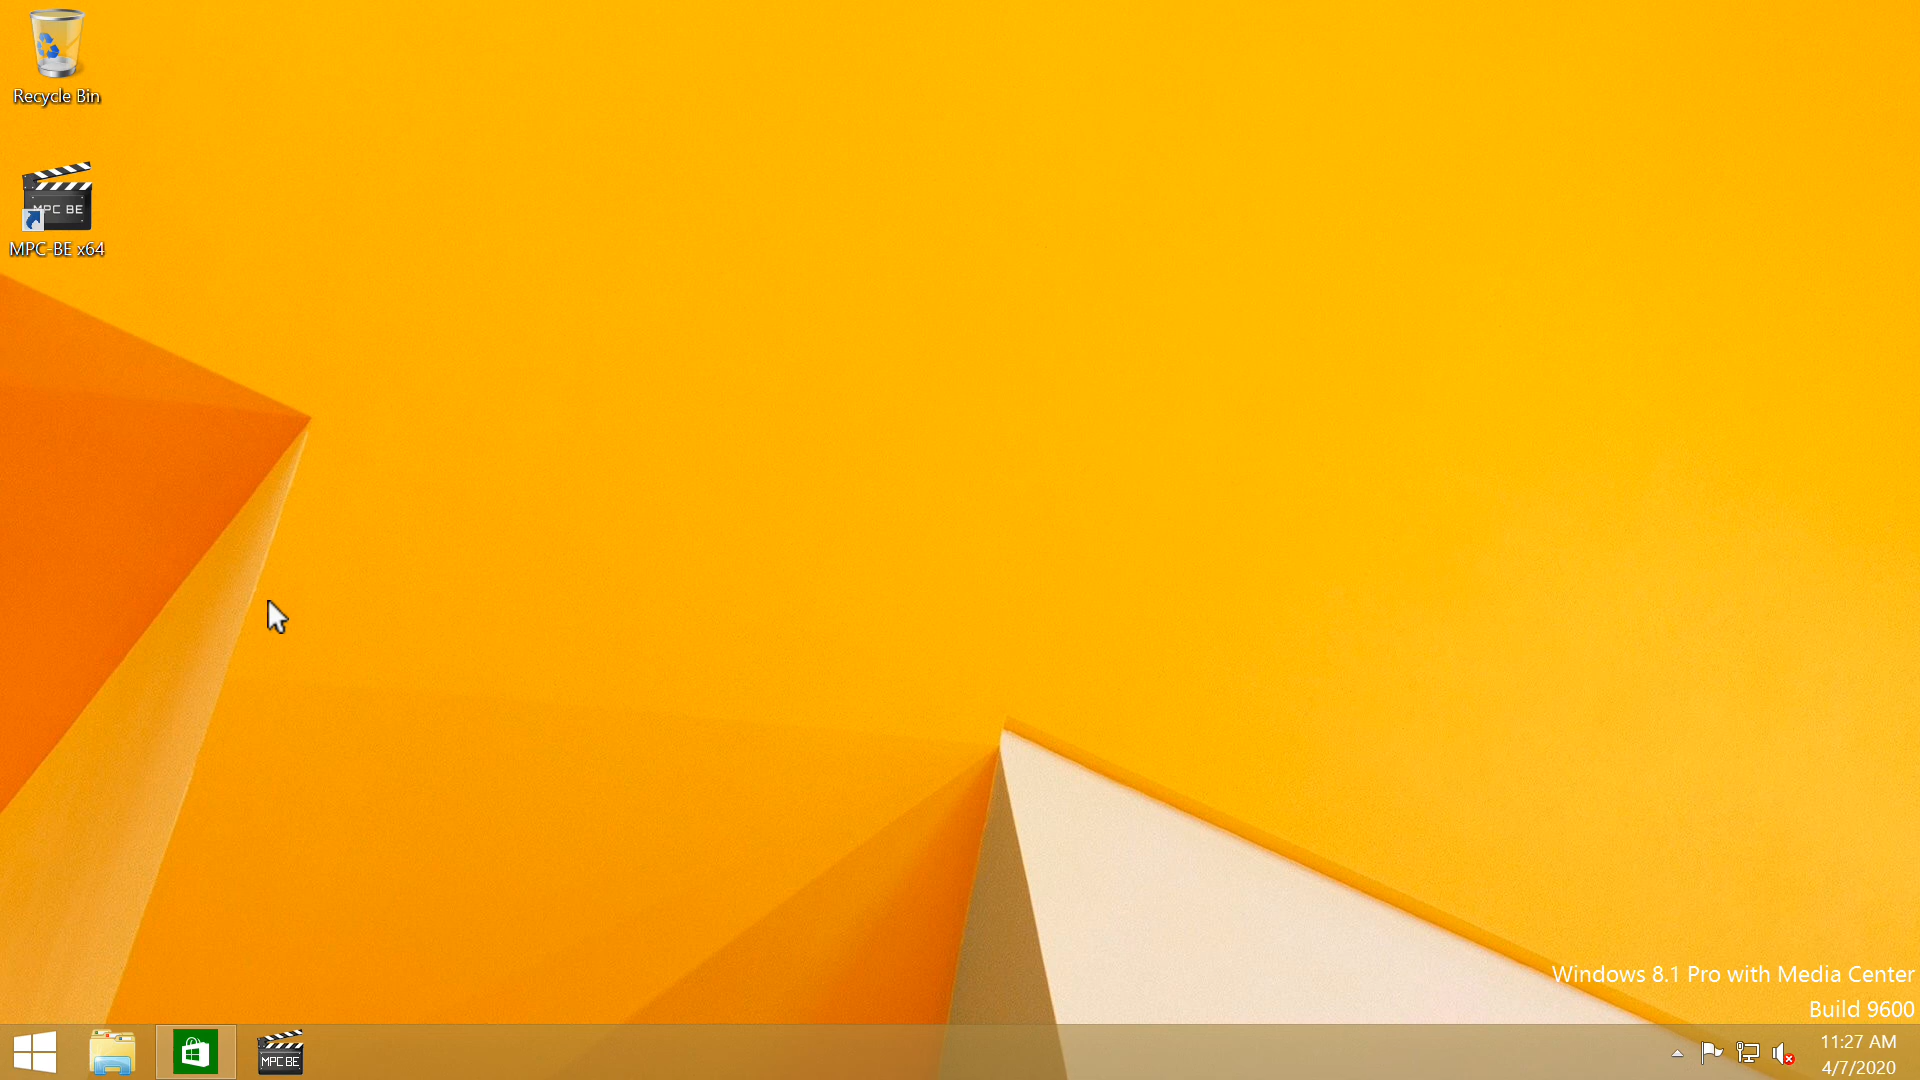 Recycle Bin
MPC BE
MPC-BE x64
Windows 8.1 Pro with Media Center
Build 9600
MPC BE
11:27 AM
4/7/2020